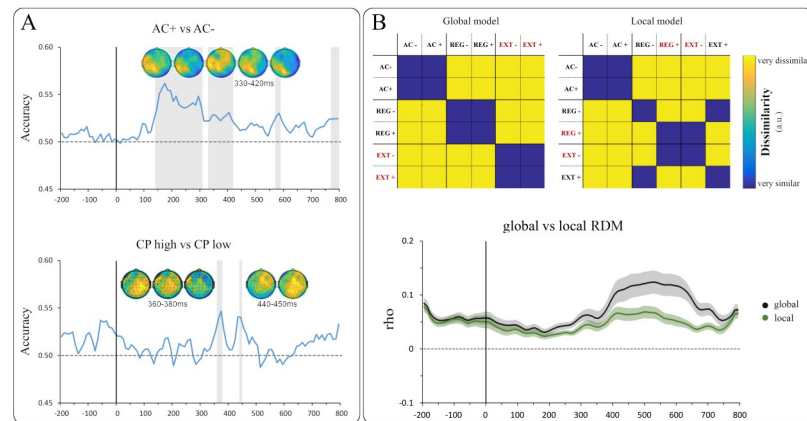 A
AC+ vs AC-
0.60
0.55
0.50
0.45
Accuracy
330-420ms
-200 -100 0 100 200 300 400 500 600 700 800
CP high vs CP low
0.60
0.55
0.50
0.45
Accuracy
360-380ms
440-450ms
-200 -100 0 100 200 300 400 500 600 700 800
B
Global model
AC - AC + REG - REG + EXT - EXT +
AC-
AC+
REG -
REG +
EXT -
EXT +
Local model
AC - AC + REG - REG + EXT - EXT +
AC-
AC+
REG -
REG +
EXT -
EXT +
very dissimila
Dissimilarity
(a.u.)
very similar
global vs local RDM
0.2
0.1
0
-0.1
rho
-200 -100 0 100 200 300 400 500 600 700 800
global
local